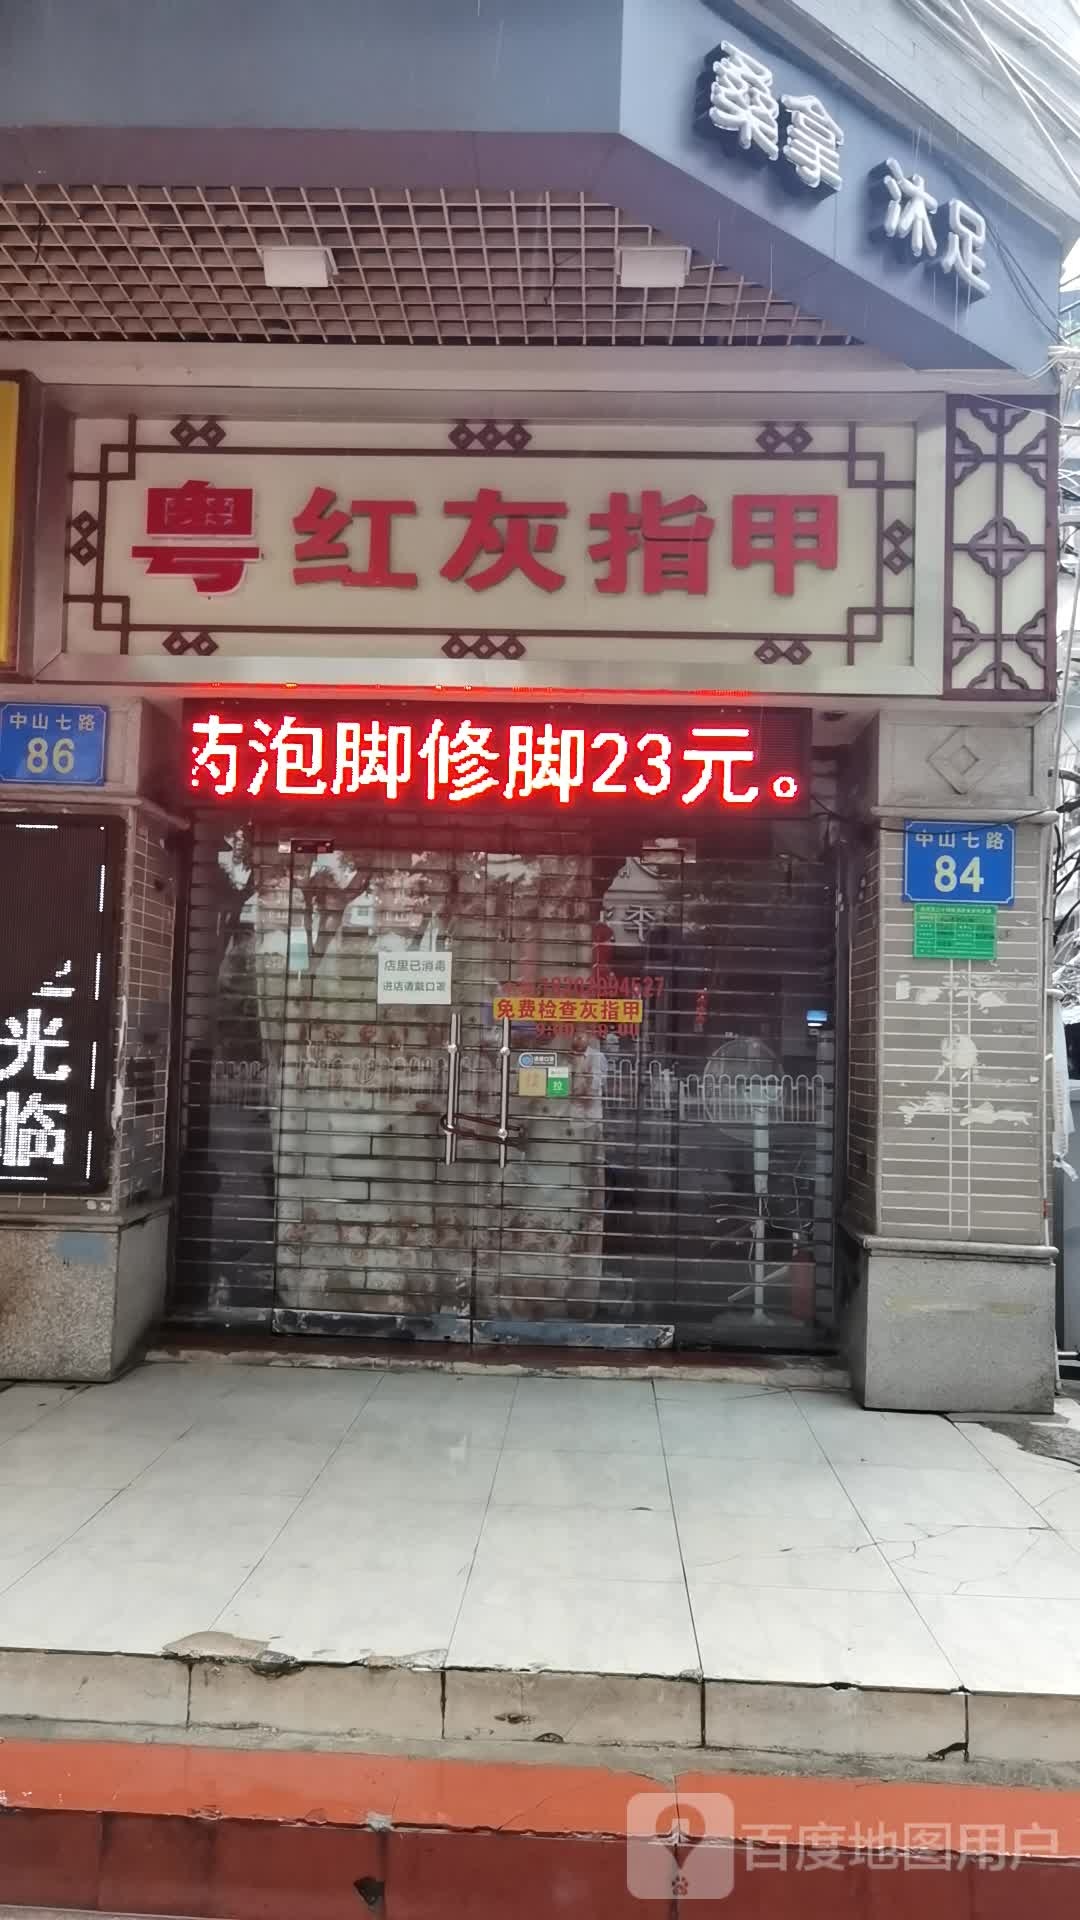 桑拿 沐足
粤红灰指甲
中山七路
86
药泡脚修脚23元。
中山七路
84
光
临
店里已消毒
进店请戴口罩
免费检查灰指甲
拉
百度地图用户